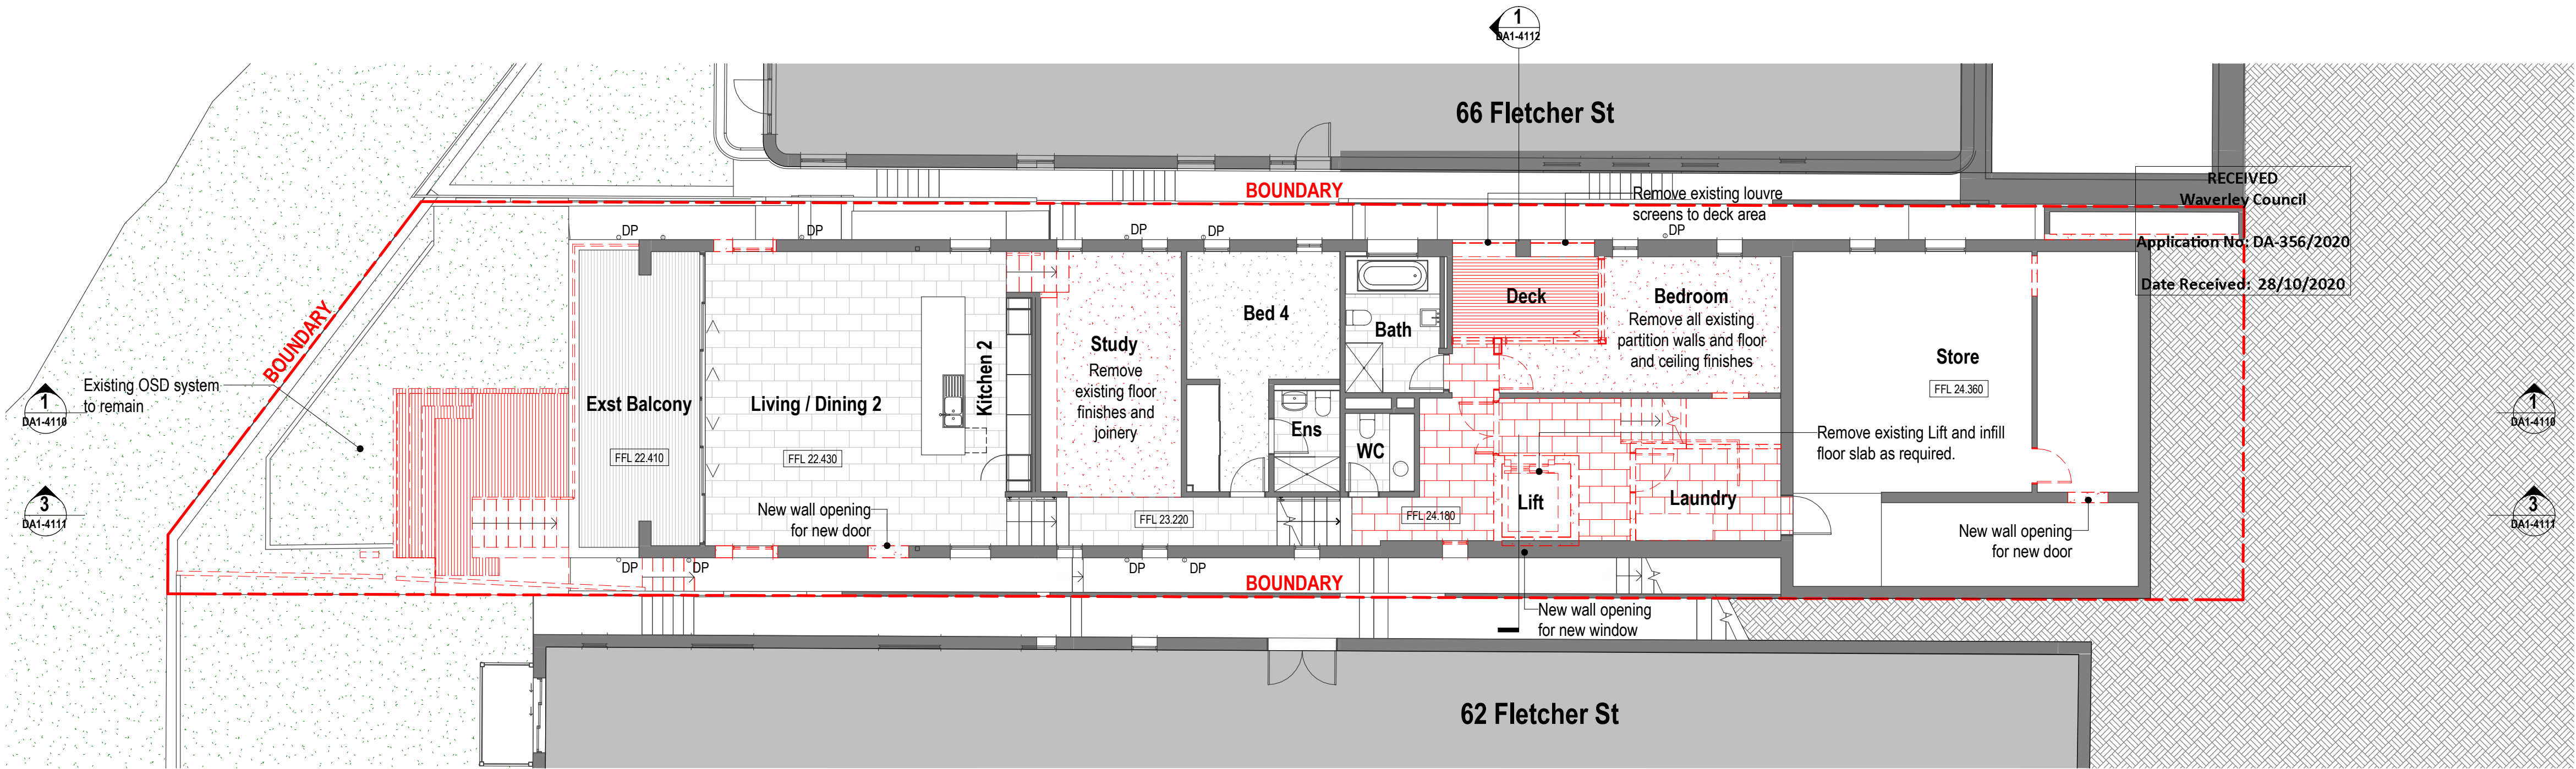 1
DA1-4112
66 Fletcher St
BOUNDARY
Remove existing louvre
screens to deck area
RECEIVED
Waverley Council
Application No: DA-356/2020
Date Received: 28/10/2020
DP
DP
DP
DP
DP
BOUNDARY
Existing OSD system
to remain
1
DA1-4110
3
DA1-4111
Exst Balcony
FFL 22.410
Living / Dining 2
FFL 22.430
Kitchen 2
New wall opening
for new door
Study
Remove
existing floor
finishes and
joinery
FFL 23.220
Bed 4
Ens
Bath
WC
Deck
Bedroom
Remove all existing
partition walls and floor
and ceiling finishes
FFL 24.180
Lift
Laundry
Remove existing Lift and infill
floor slab as required.
Store
FFL 24.360
New wall opening
for new door
1
DA1-4110
3
DA1-4111
DP
DP
DP
DP
BOUNDARY
New wall opening
for new window
62 Fletcher St